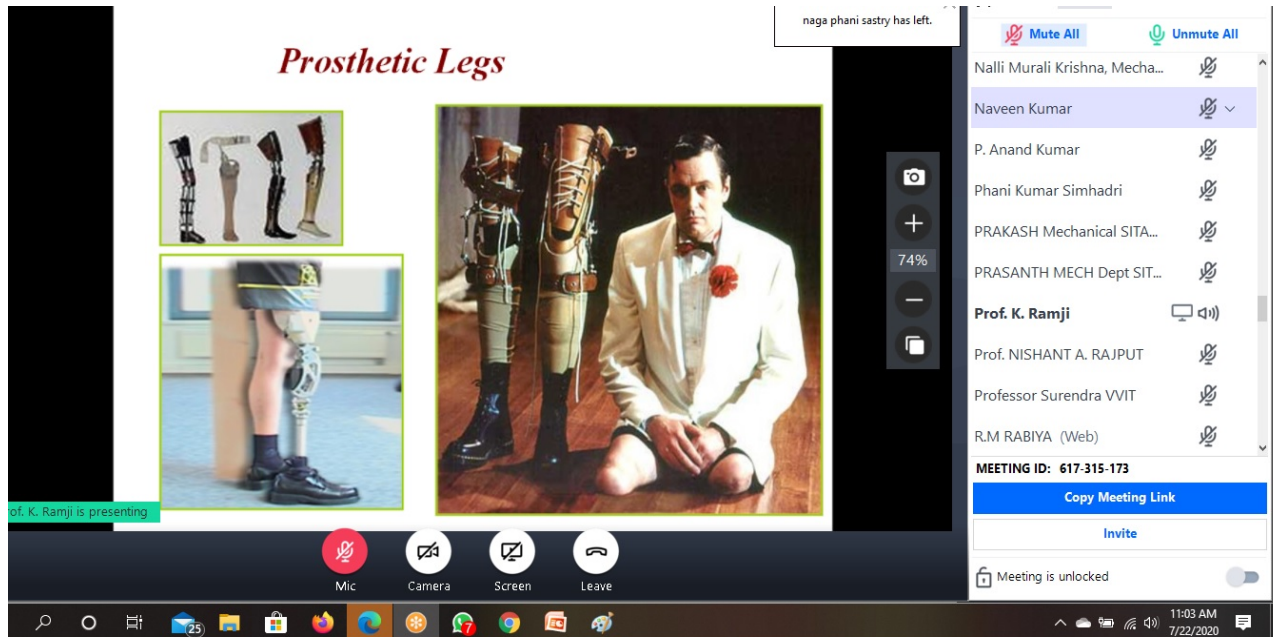 naga phani sastry has left.
Prosthetic Legs
74%
of. K. Ramji is presenting
Mic
Camera
Screen
Leave
Mute All
Unmute All
Nalli Murali Krishna, Mecha...
Naveen Kumar
P. Anand Kumar
Phani Kumar Simhadri
PRAKASH Mechanical SITA...
PRASANTH MECH Dept SIT...
Prof. K. Ramji
Prof. NISHANT A. RAJPUT
Professor Surendra VVIT
R.M RABIYA (Web)
MEETING ID: 617-315-173
Copy Meeting Link
Invite
Meeting is unlocked
25
7
11:03 AM
7/22/2020